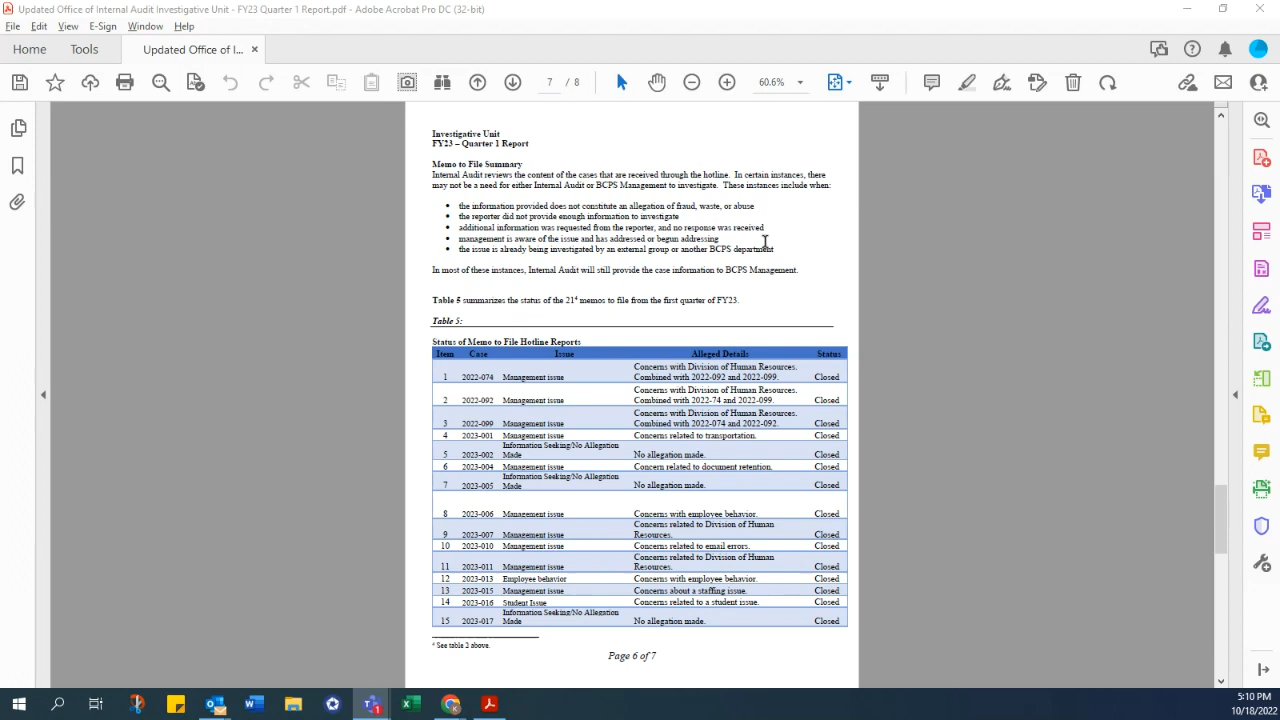 Updated Office of Internal Audit Investigative Unit - FY23 Quarter 1 Report.pdf - Adobe Acrobat Pro DC (32-bit)
File Edit View E-Sign Window Help
Home Tools Updated Office of I... ×
7 / 8 60.6%
Investigative Unit
FY23 – Quarter 1 Report
Memo to File Summary
Internal Audit reviews the content of the cases that are received through the hotline. In certain instances, there
may not be a need for either Internal Audit or BCPS Management to investigate. These instances include when:
• the information provided does not constitute an allegation of fraud, waste, or abuse
• the reporter did not provide enough information to investigate
• additional information was requested from the reporter, and no response was received
• management is aware of the issue and has addressed or begun addressing
• the issue is already being investigated by an external group or another BCPS department
In most of these instances, Internal Audit will still provide the case information to BCPS Management.
Table 5 summarizes the status of the 21⁴ memos to file from the first quarter of FY23.
Table 5:
Status of Memo to File Hotline Reports
Item Case Issue Alleged Details Status
Concerns with Division of Human Resources.
1 2022-074 Management issue Combined with 2022-092 and 2022-099. Closed
Concerns with Division of Human Resources.
2 2022-092 Management issue Combined with 2022-74 and 2022-099. Closed
Concerns with Division of Human Resources.
3 2022-099 Management issue Combined with 2022-074 and 2022-092. Closed
4 2023-001 Management issue Concerns related to transportation. Closed
Information Seeking/No Allegation
5 2023-002 Made No allegation made. Closed
6 2023-004 Management issue Concern related to document retention. Closed
Information Seeking/No Allegation
7 2023-005 Made No allegation made. Closed
8 2023-006 Management issue Concerns with employee behavior. Closed
Concerns related to Division of Human
9 2023-007 Management issue Resources. Closed
10 2023-010 Management issue Concerns related to email errors. Closed
Concerns related to Division of Human
11 2023-011 Management issue Resources. Closed
12 2023-013 Employee behavior Concerns with employee behavior. Closed
13 2023-015 Management issue Concerns about a staffing issue. Closed
14 2023-016 Student Issue Concerns related to a student issue. Closed
Information Seeking/No Allegation
15 2023-017 Made No allegation made. Closed
⁴ See table 2 above.
Page 6 of 7
5:10 PM
10/18/2022